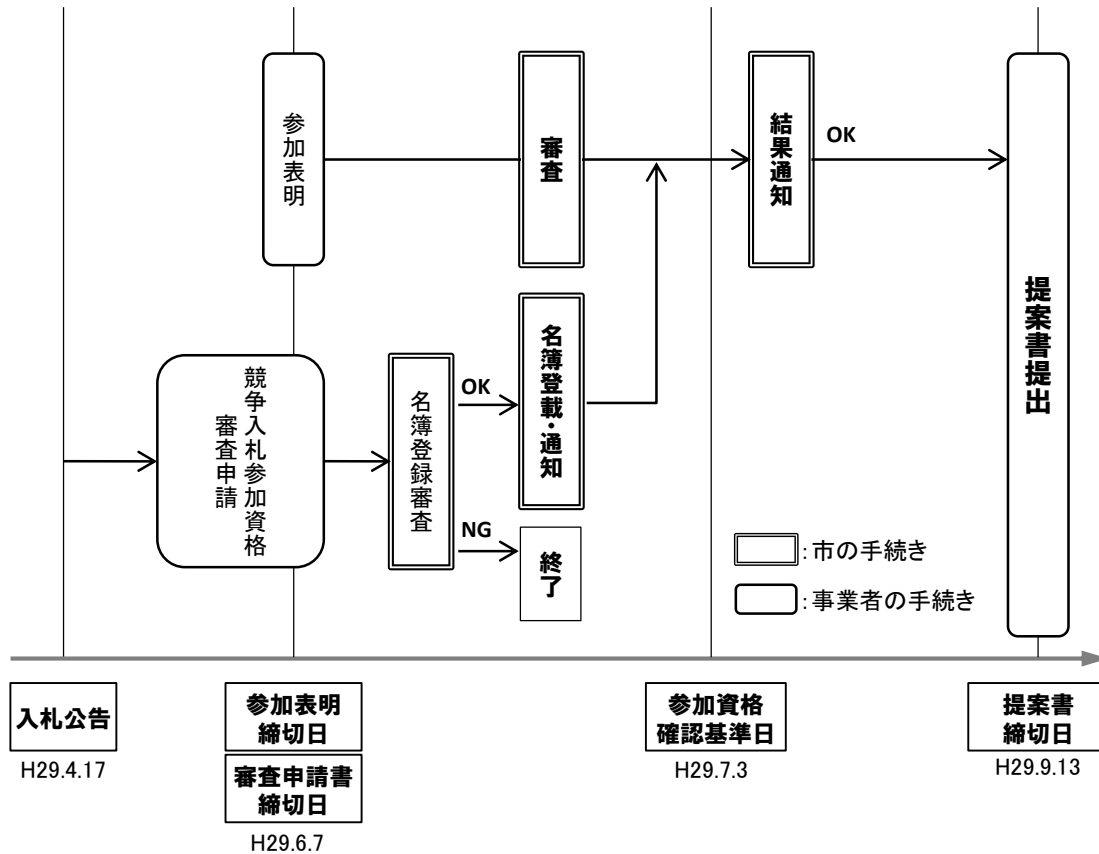 参加表明
審査
結果通知
OK
提案書提出
競争入札参加資格
審査申請
名簿登録審査
OK
名簿登載・通知
NG
終了
:市の手続き
:事業者の手続き
入札公告
H29.4.17
参加表明
締切日
審査申請書
締切日
H29.6.7
参加資格
確認基準日
H29.7.3
提案書
締切日
H29.9.13